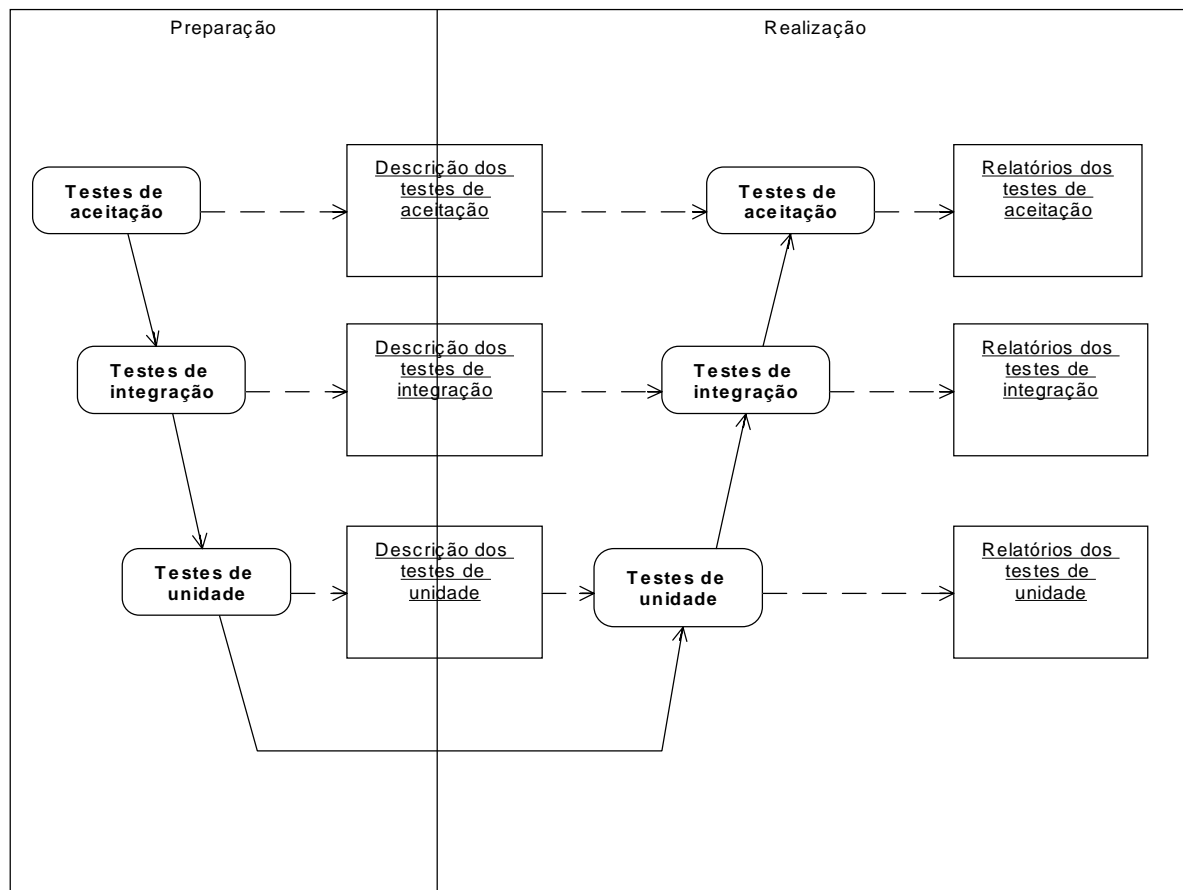 Preparação
Realização
Testes de
aceitação
Descrição dos
testes de
aceitação
Testes de
aceitação
Relatórios dos
testes de
aceitação
Testes de
integração
Descrição dos
testes de
integração
Testes de
integração
Relatórios dos
testes de
integração
Testes de
unidade
Descrição dos
testes de
unidade
Testes de
unidade
Relatórios dos
testes de
unidade